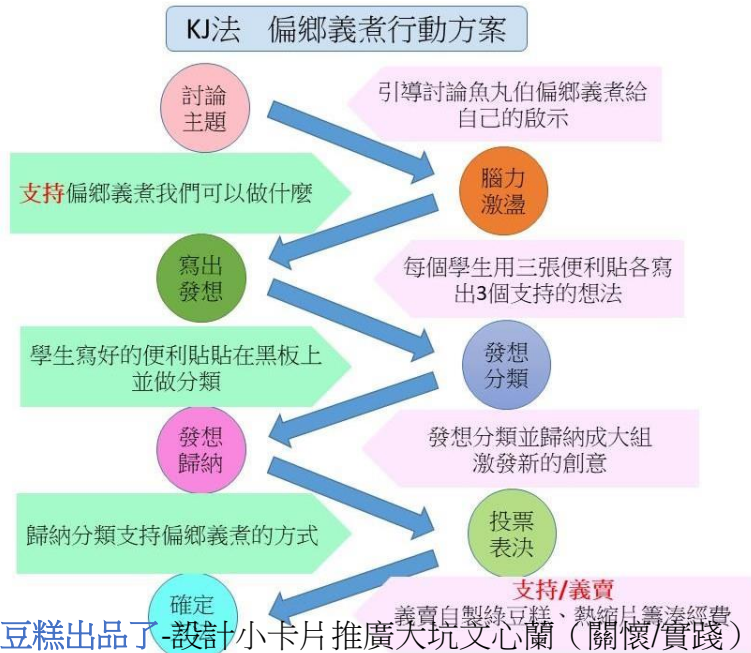 KJ法 偏鄉義煮行動方案
討論
主題
引導討論魚丸伯偏鄉義煮給
自己的啟示
支持偏鄉義煮我們可以做什麼
腦力
激盪
寫出
發想
每個學生用三張便利貼各寫
出3個支持的想法
學生寫好的便利貼貼在黑板上
並做分類
發想
分類
發想
歸納
發想分類並歸納成大組
激發新的創意
歸納分類支持偏鄉義煮的方式
投票
表決
確定
支持/義賣
義賣自製綠豆糕、熱縮片籌湊經費
豆糕出品了-設計小卡片推廣大坑文心蘭（關懷/實踐）